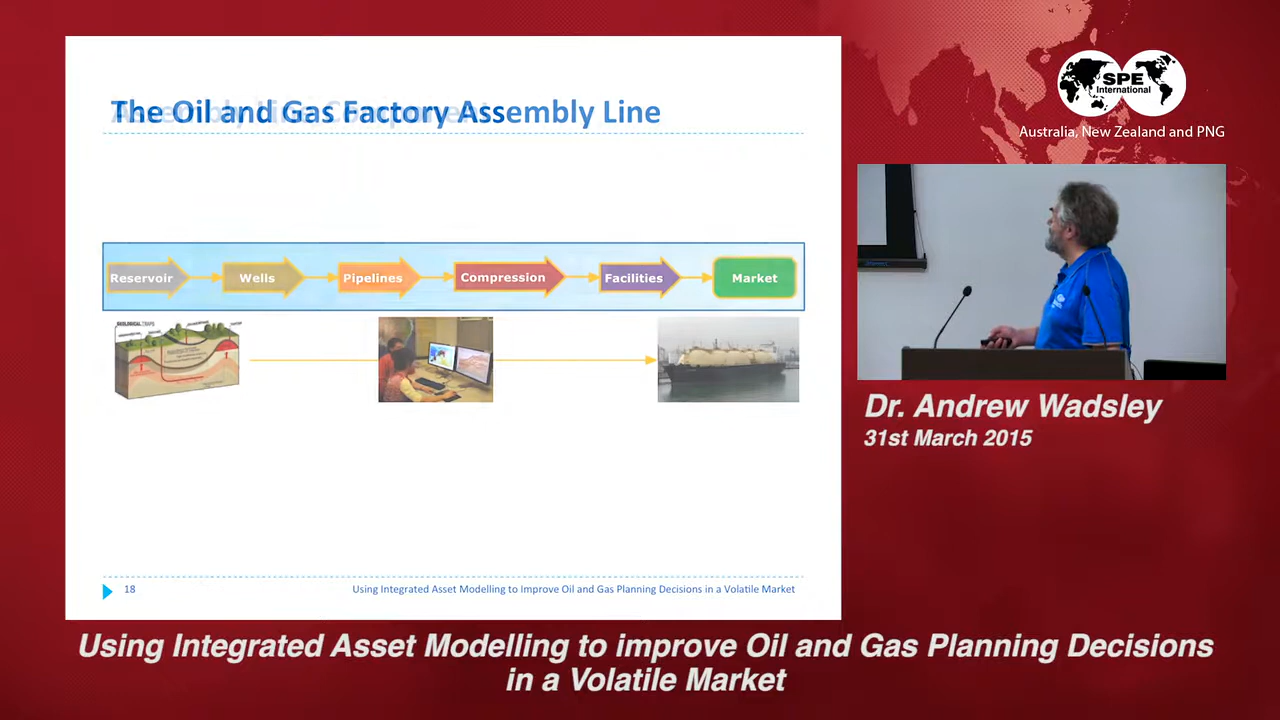 The Oil and Gas Factory Assembly Line
Reservoir
Wells
Pipelines
Compression
Facilities
Market
GEOLOGICAL TRAPS
18
Using Integrated Asset Modelling to Improve Oil and Gas Planning Decisions in a Volatile Market
SPE
International
Australia, New Zealand and PNG
Dr. Andrew Wadsley
31st March 2015
Using Integrated Asset Modelling to improve Oil and Gas Planning Decisions
in a Volatile Market